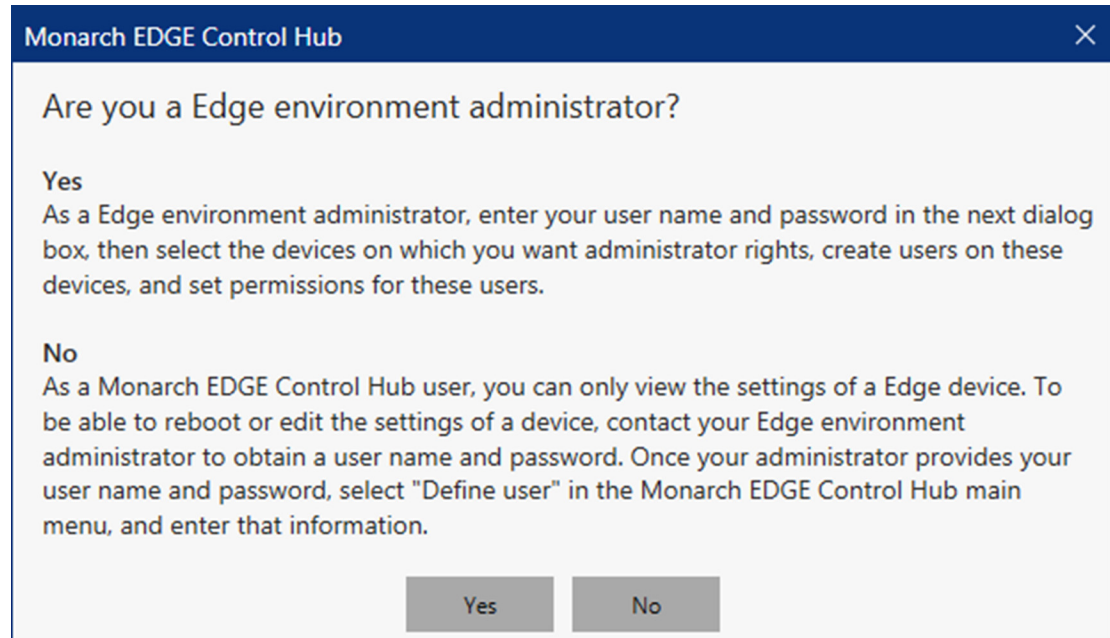 Monarch EDGE Control Hub
Are you a Edge environment administrator?
Yes
As a Edge environment administrator, enter your user name and password in the next dialog
box, then select the devices on which you want administrator rights, create users on these
devices, and set permissions for these users.
No
As a Monarch EDGE Control Hub user, you can only view the settings of a Edge device. To
be able to reboot or edit the settings of a device, contact your Edge environment
administrator to obtain a user name and password. Once your administrator provides your
user name and password, select "Define user" in the Monarch EDGE Control Hub main
menu, and enter that information.
Yes No